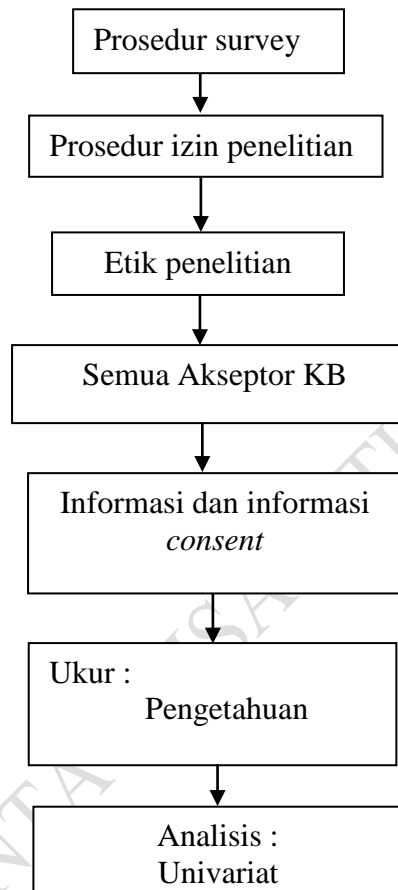 Prosedur survey
Prosedur izin penelitian
Etik penelitian
Semua Akseptor KB
Informasi dan informasi
consent
Ukur :
Pengetahuan
Analisis :
Univariat